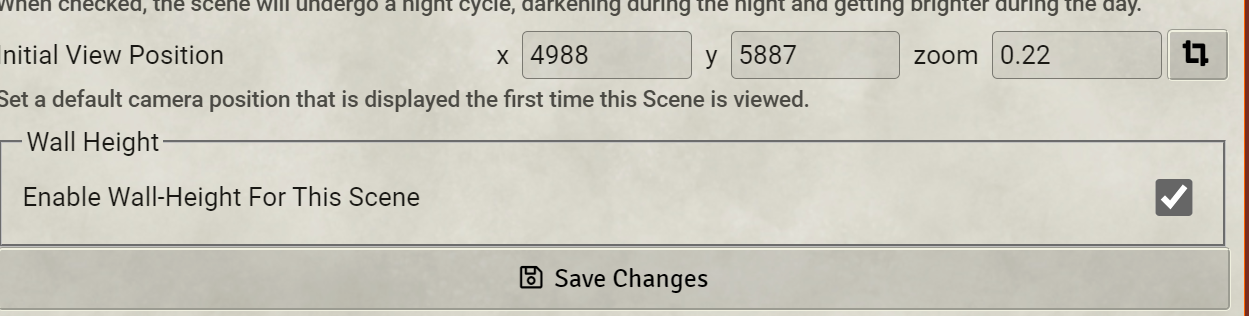 When checked, the scene will undergo a night cycle, darkening during the night and getting brighter during the day.
Initial View Position x 4988 y 5887 zoom 0.22
Set a default camera position that is displayed the first time this Scene is viewed.
Wall Height
Enable Wall-Height For This Scene
Save Changes